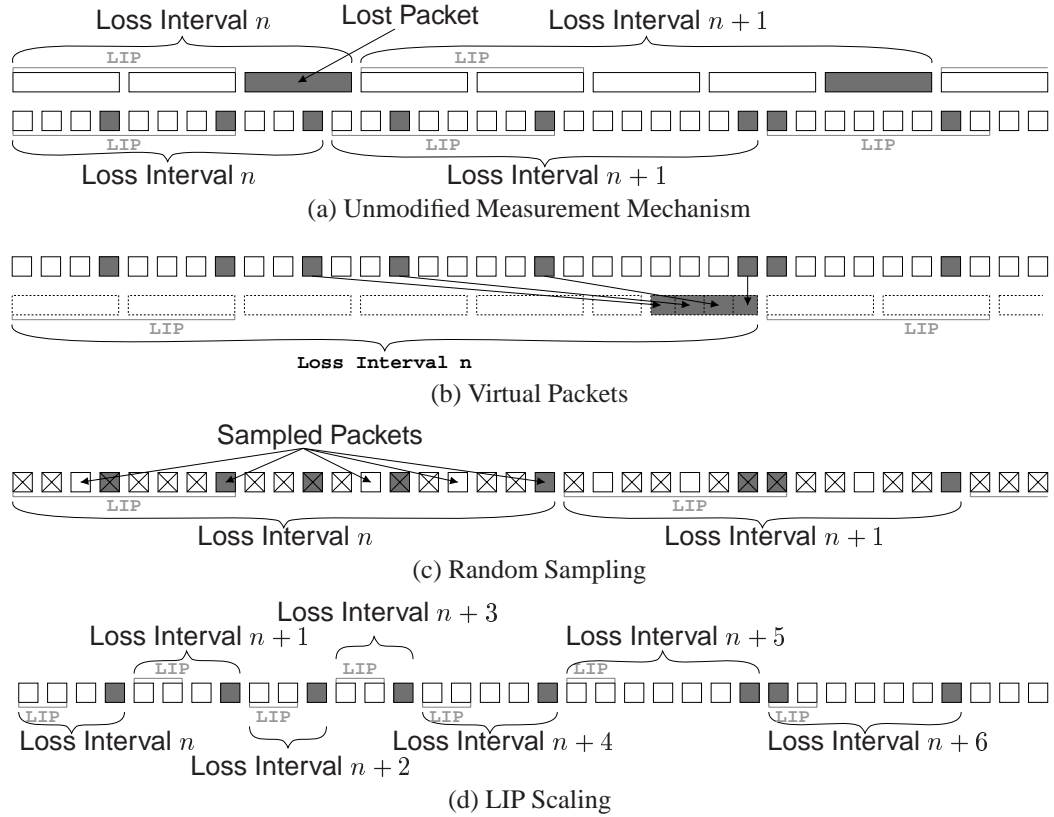 Lost Packet
Loss Interval n
Loss Interval n + 1
LIP
LIP
LIP
LIP
LIP
Loss Interval n
Loss Interval n + 1
(a) Unmodified Measurement Mechanism
LIP
LIP
Loss Interval n
(b) Virtual Packets
Sampled Packets
LIP
LIP
Loss Interval n
Loss Interval n + 1
(c) Random Sampling
Loss Interval n + 3
Loss Interval n + 1
Loss Interval n + 5
LIP
LIP
LIP
LIP
LIP
LIP
LIP
Loss Interval n
Loss Interval n + 4
Loss Interval n + 6
Loss Interval n + 2
(d) LIP Scaling